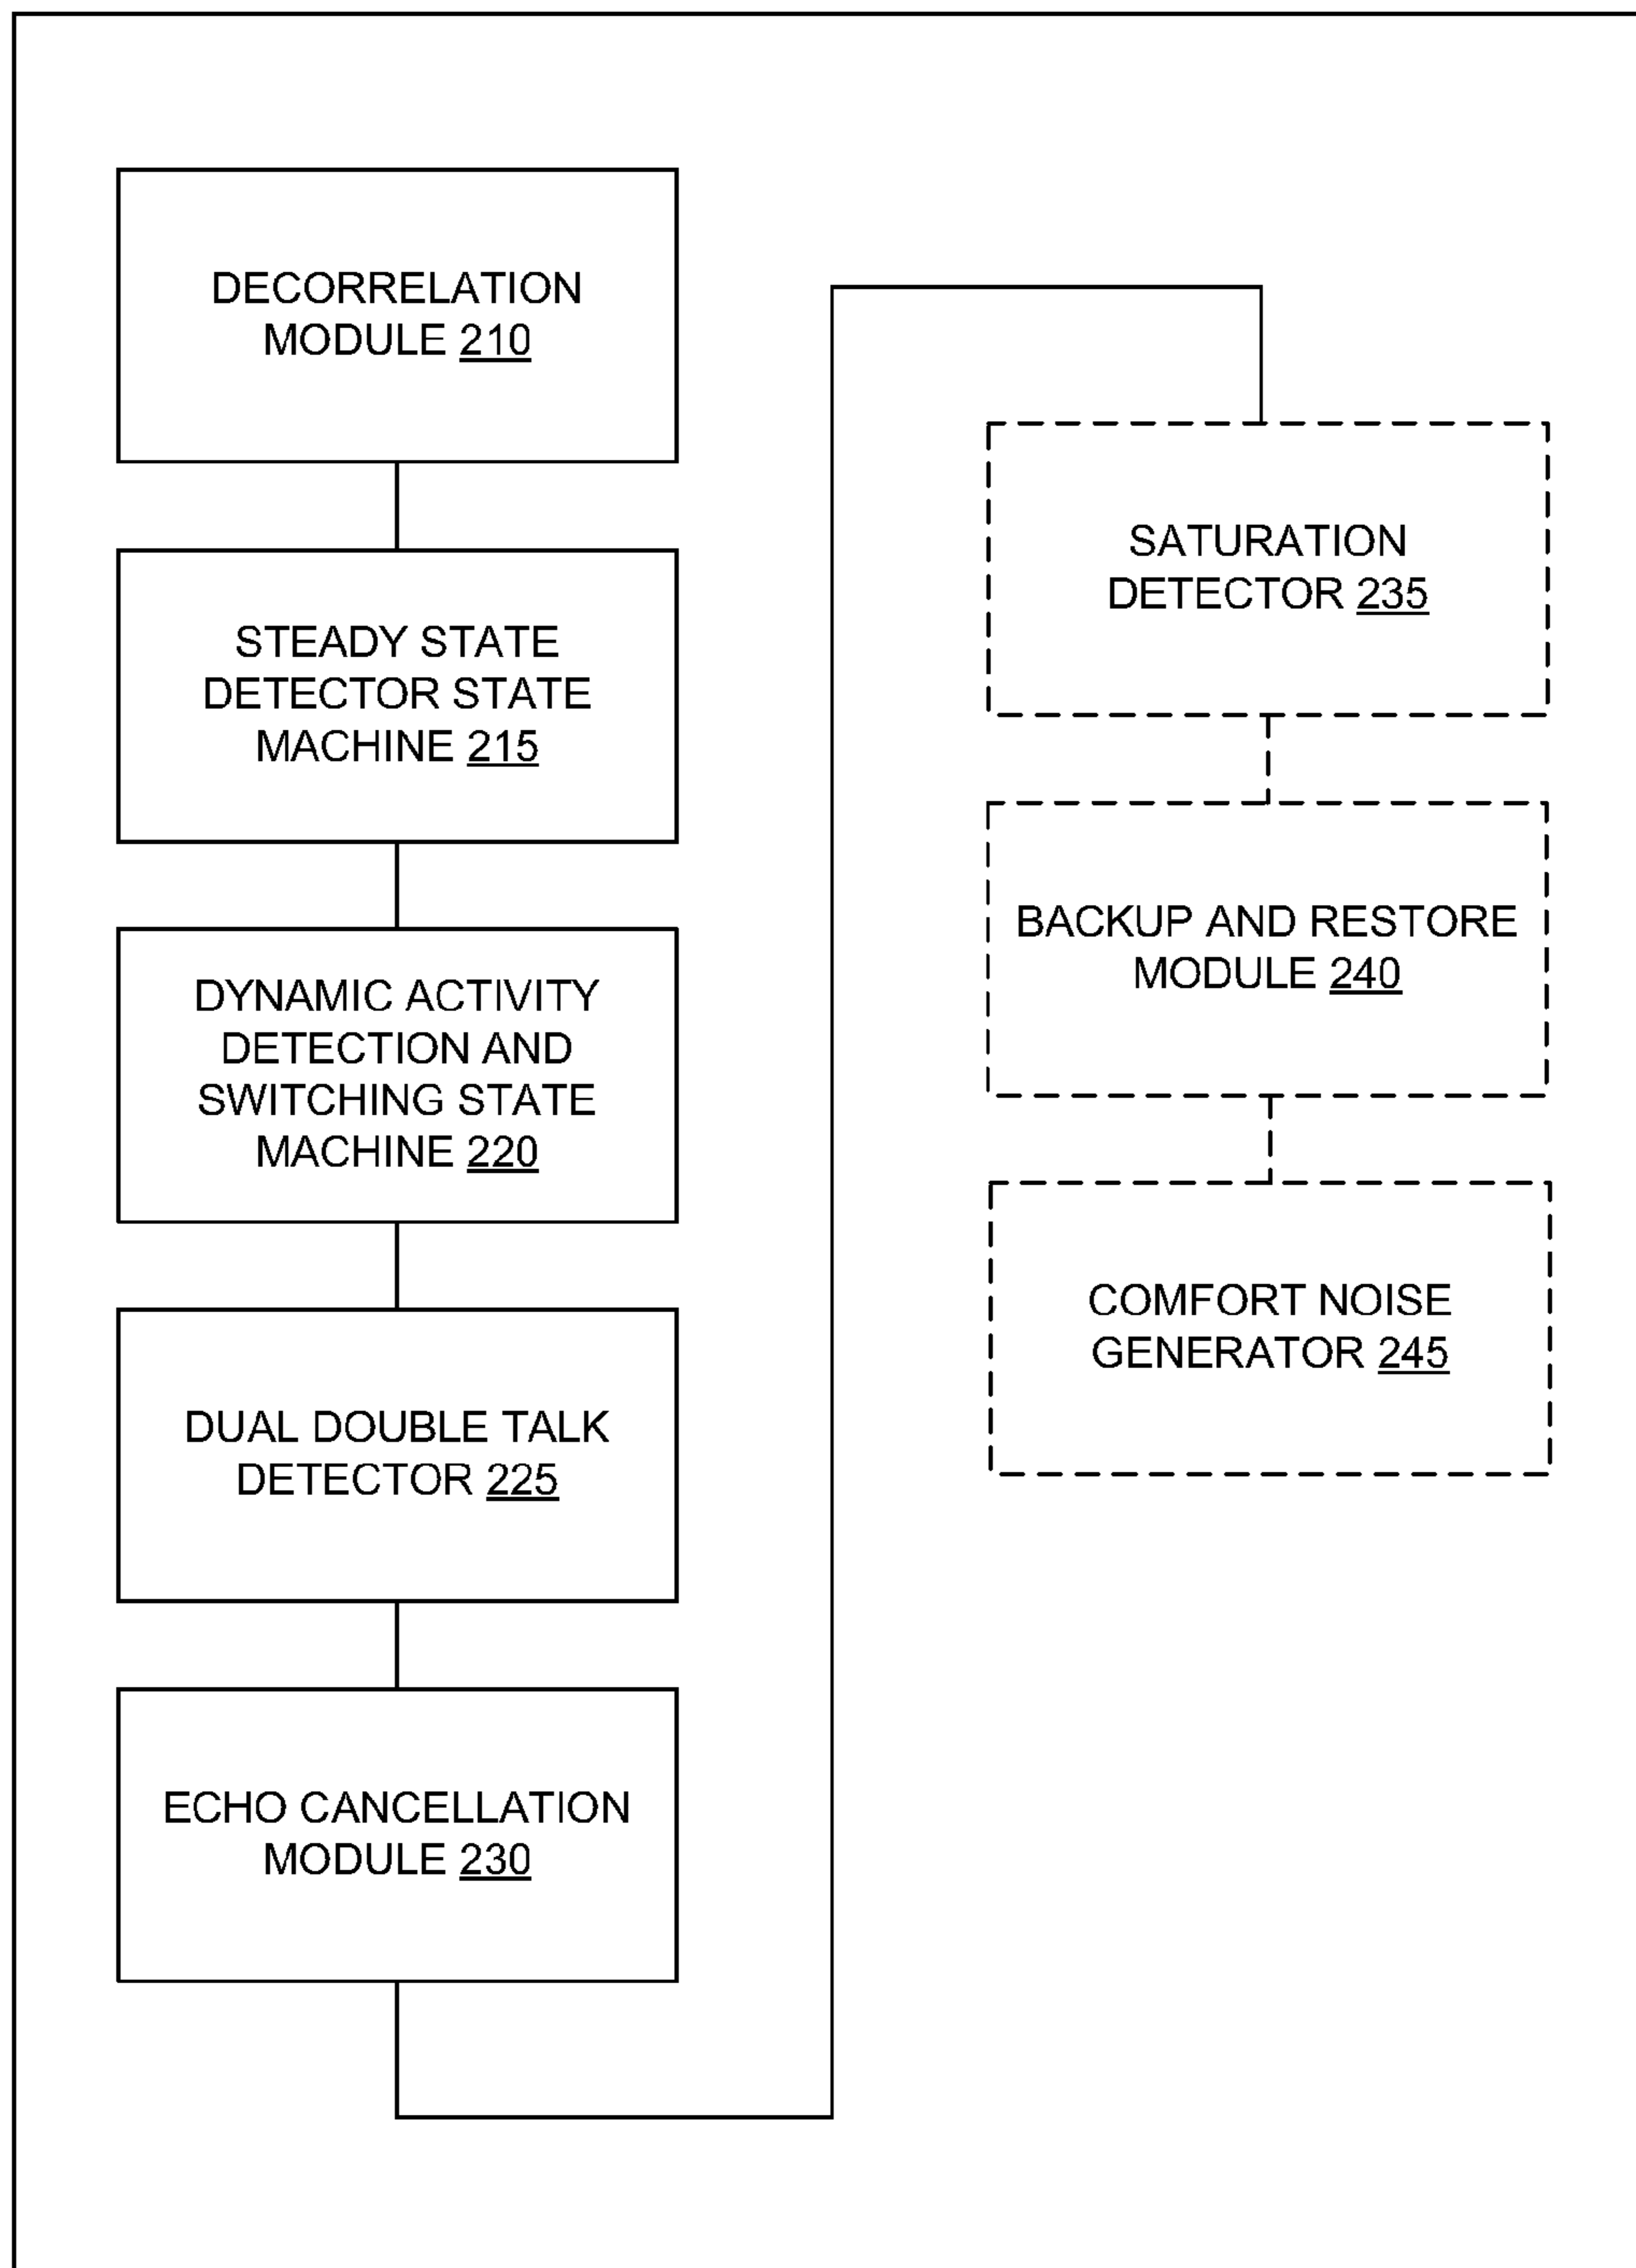 DECORRELATION
MODULE 210
STEADY STATE
DETECTOR STATE
MACHINE 215
DYNAMIC ACTIVITY
DETECTION AND
SWITCHING STATE
MACHINE 220
DUAL DOUBLE TALK
DETECTOR 225
ECHO CANCELLATION
MODULE 230
SATURATION
DETECTOR 235
BACKUP AND RESTORE
MODULE 240
COMFORT NOISE
GENERATOR 245